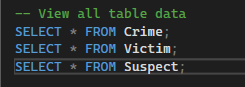 -- View all table data
SELECT * FROM Crime;
SELECT * FROM Victim;
SELECT * FROM Suspect;